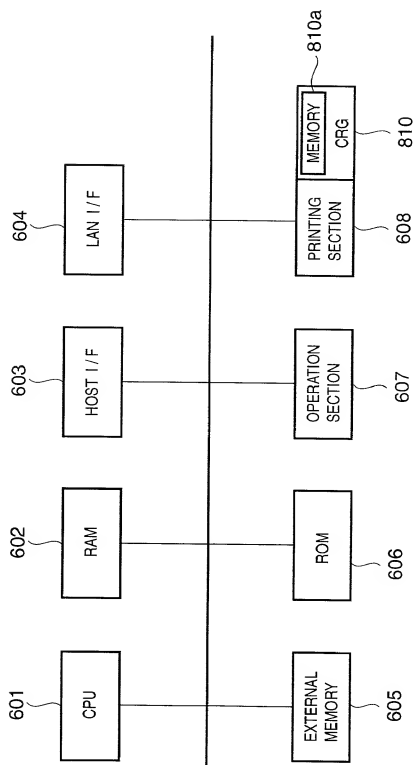 601
602
603
604
CPU
RAM
HOST I/F
LAN I/F
EXTERNAL
MEMORY
ROM
OPERATION
SECTION
PRINTING
SECTION
MEMORY
CRG
605
606
607
608
810
810a